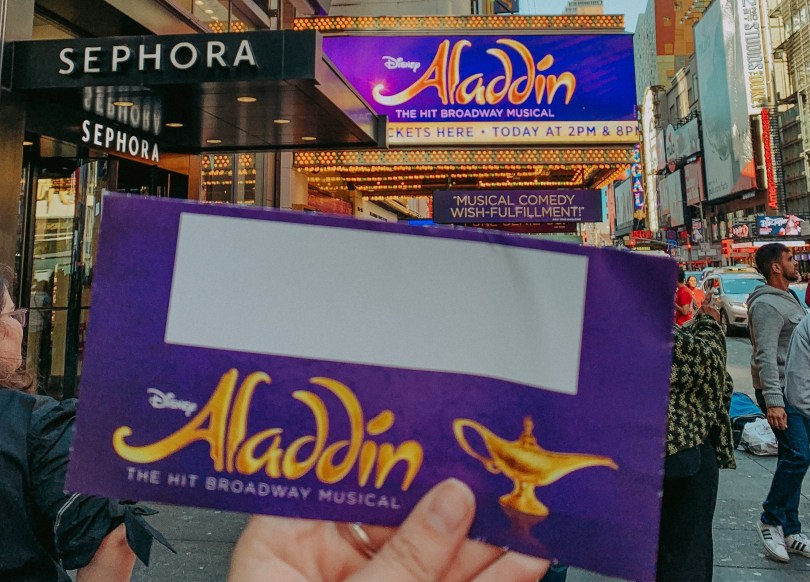 SEPHORA
SEPHORA
SEPHORA
Disney
Aladdin
THE HIT BROADWAY MUSICAL
CKETS HERE • TODAY AT 2PM & 8P
"MUSICAL COMEDY
WISH-FULFILLMENT!"
Disney
Aladdin
THE HIT BROADWAY MUSICAL